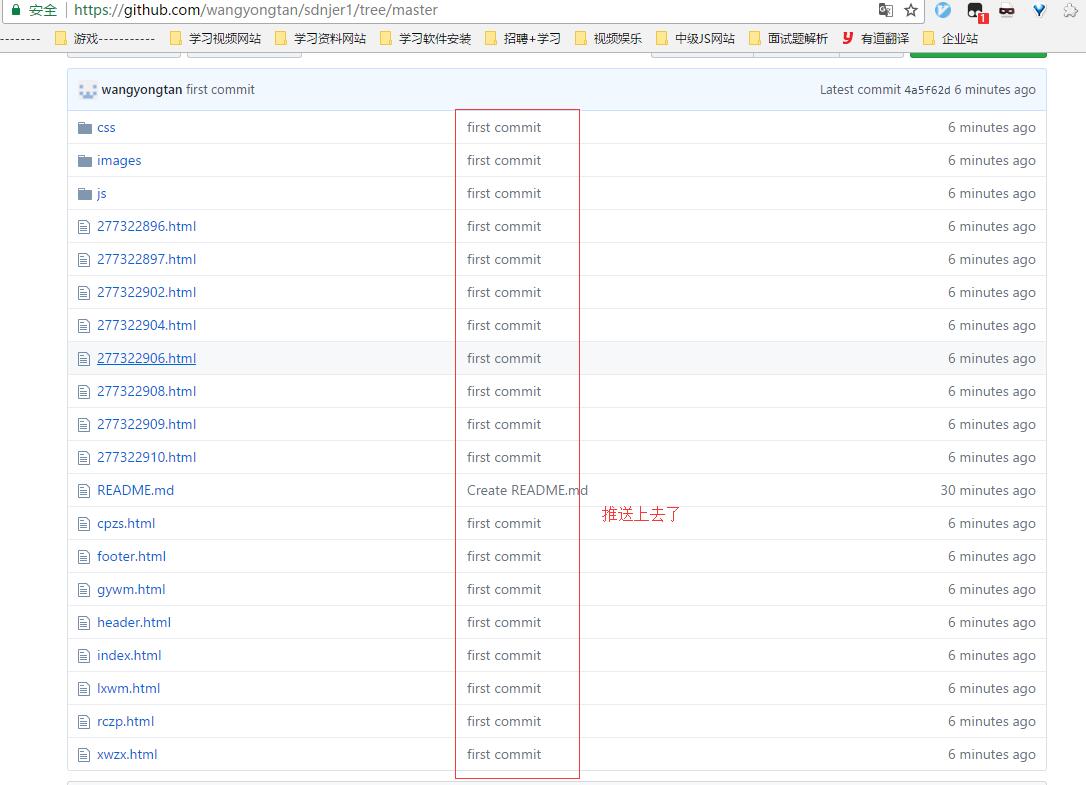 安全 https://github.com/wangyongtan/sdnjer1/tree/master 1
--------- 游戏------------ 学习视频网站 学习资料网站 学习软件安装 招聘+学习 视频娱乐 中级JS网站 面试题解析 有道翻译 企业站
wangyongtan first commit Latest commit 4a5f62d 6 minutes ago
css first commit 6 minutes ago
images first commit 6 minutes ago
js first commit 6 minutes ago
277322896.html first commit 6 minutes ago
277322897.html first commit 6 minutes ago
277322902.html first commit 6 minutes ago
277322904.html first commit 6 minutes ago
277322906.html first commit 6 minutes ago
277322908.html first commit 6 minutes ago
277322909.html first commit 6 minutes ago
277322910.html first commit 6 minutes ago
README.md Create README.md 30 minutes ago
推送上去了
cpzs.html first commit 6 minutes ago
footer.html first commit 6 minutes ago
gywm.html first commit 6 minutes ago
header.html first commit 6 minutes ago
index.html first commit 6 minutes ago
lxwm.html first commit 6 minutes ago
rczp.html first commit 6 minutes ago
xwzx.html first commit 6 minutes ago